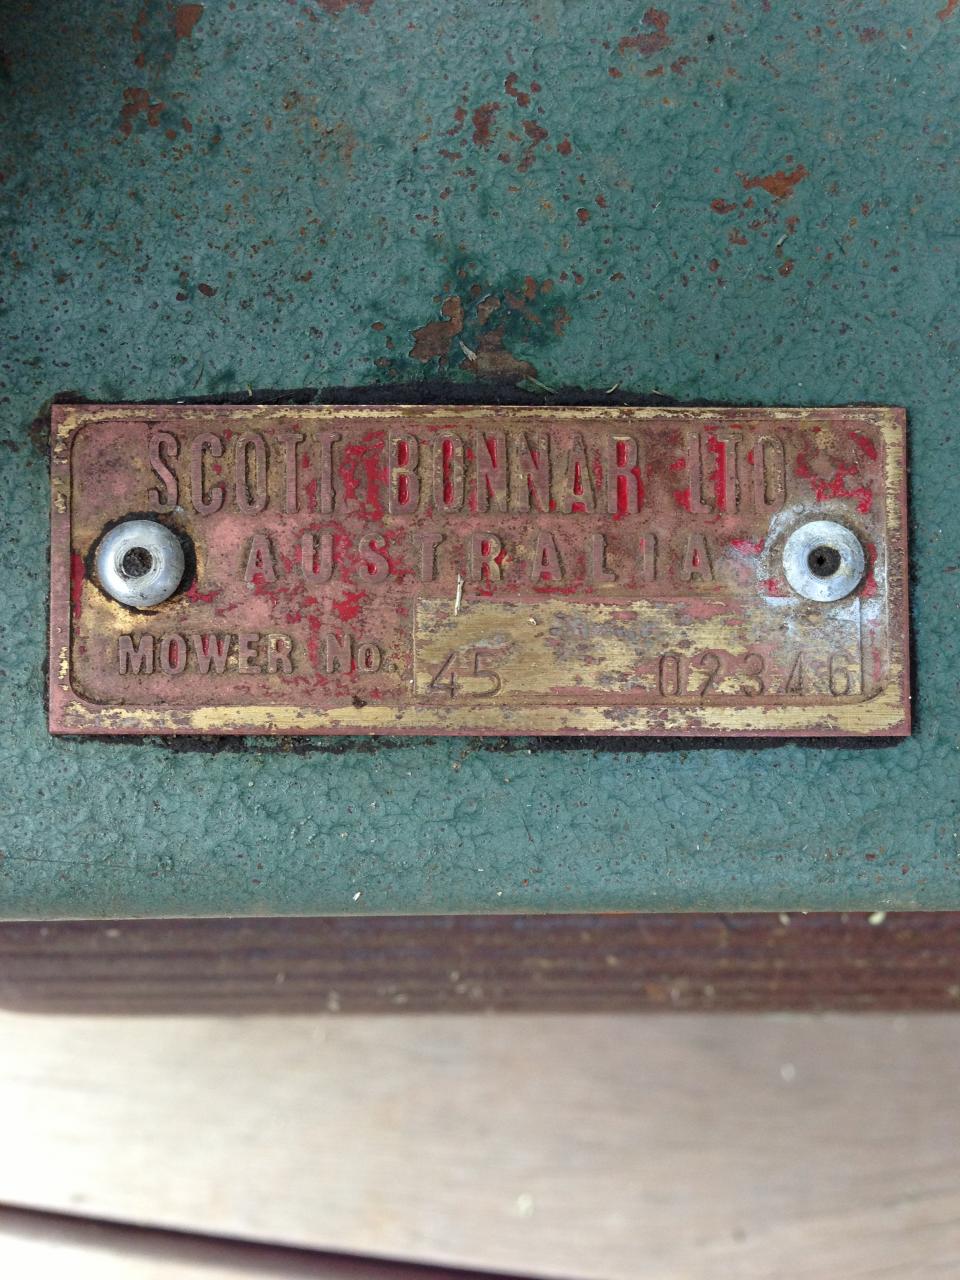 SCOTT BONNAR LTD
AUSTRALIA
MOWER No. 45 02346